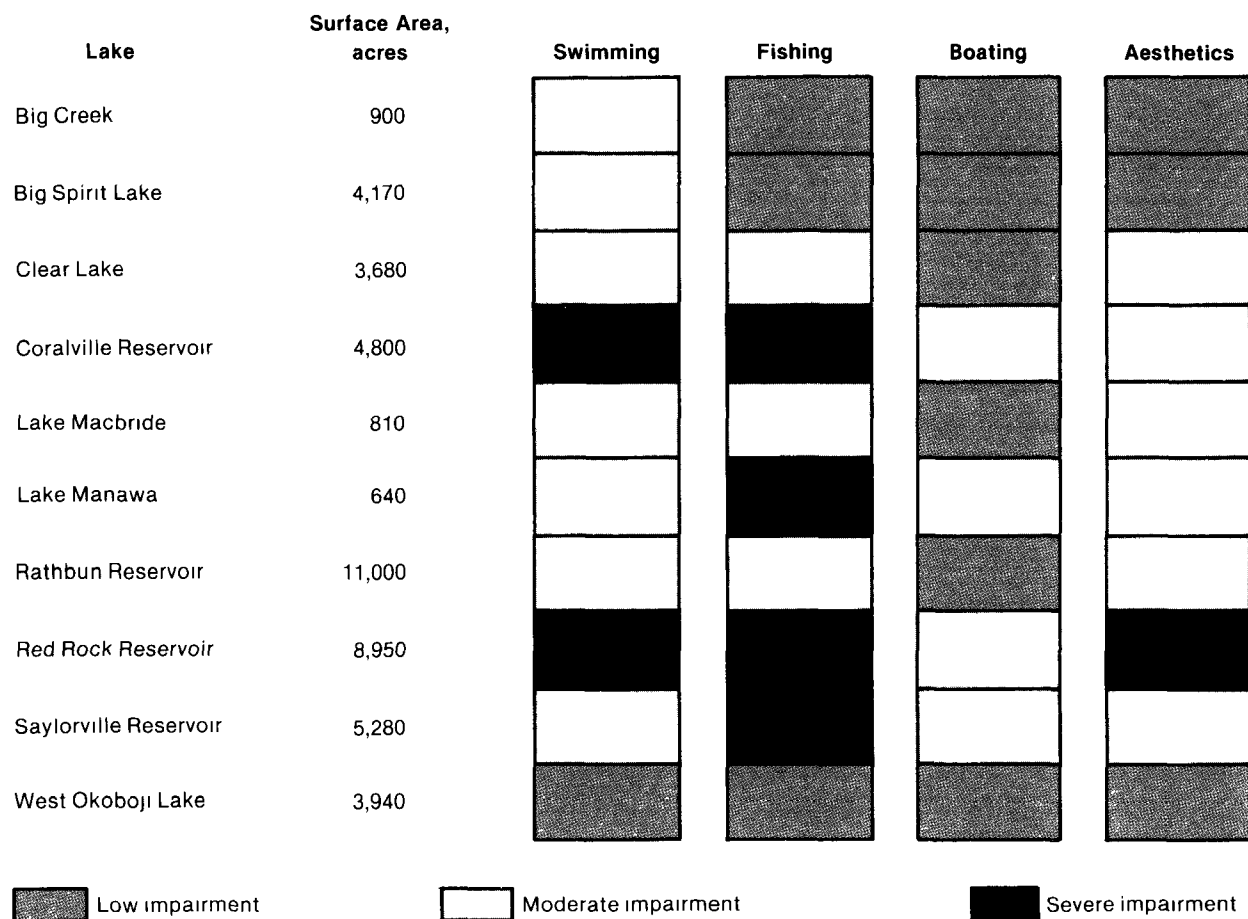 Lake Surface Area, acres Swimming Fishing Boating Aesthetics
Big Creek 900
Big Spirit Lake 4,170
Clear Lake 3,680
Coralville Reservoir 4,800
Lake Macbride 810
Lake Manawa 640
Rathbun Reservoir 11,000
Red Rock Reservoir 8,950
Saylorville Reservoir 5,280
West Okoboji Lake 3,940
Low impairment Moderate impairment Severe impairment